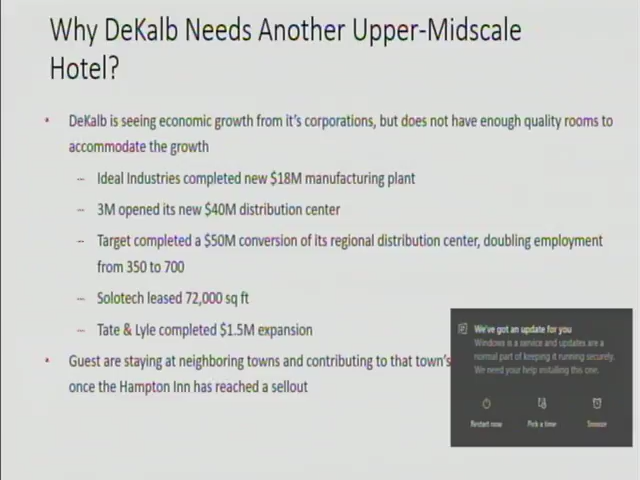 Why DeKalb Needs Another Upper-Midscale
Hotel?
• DeKalb is seeing economic growth from it's corporations, but does not have enough quality rooms to
accommodate the growth
– Ideal Industries completed new $18M manufacturing plant
– 3M opened its new $40M distribution center
– Target completed a $50M conversion of its regional distribution center, doubling employment
from 350 to 700
– Solotech leased 72,000 sq ft
– Tate & Lyle completed $1.5M expansion
• Guest are staying at neighboring towns and contributing to that town's
once the Hampton Inn has reached a sellout
We've got an update for you
Windows is a service and updates are a
normal part of keeping it running securely.
We need your help installing this one.
Restart now Pick a time Snooze